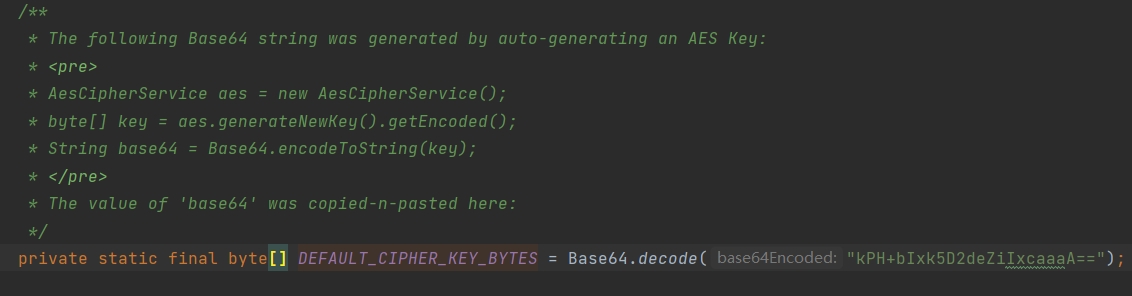 /**
* The following Base64 string was generated by auto-generating an AES Key:
* <pre>
* AesCipherService aes = new AesCipherService();
* byte[] key = aes.generateNewKey().getEncoded();
* String base64 = Base64.encodeToString(key);
* </pre>
* The value of 'base64' was copied-n-pasted here:
*/
private static final byte[] DEFAULT_CIPHER_KEY_BYTES = Base64.decode( base64Encoded: "kPH+bIxk5D2deZiIxcaaaA==");